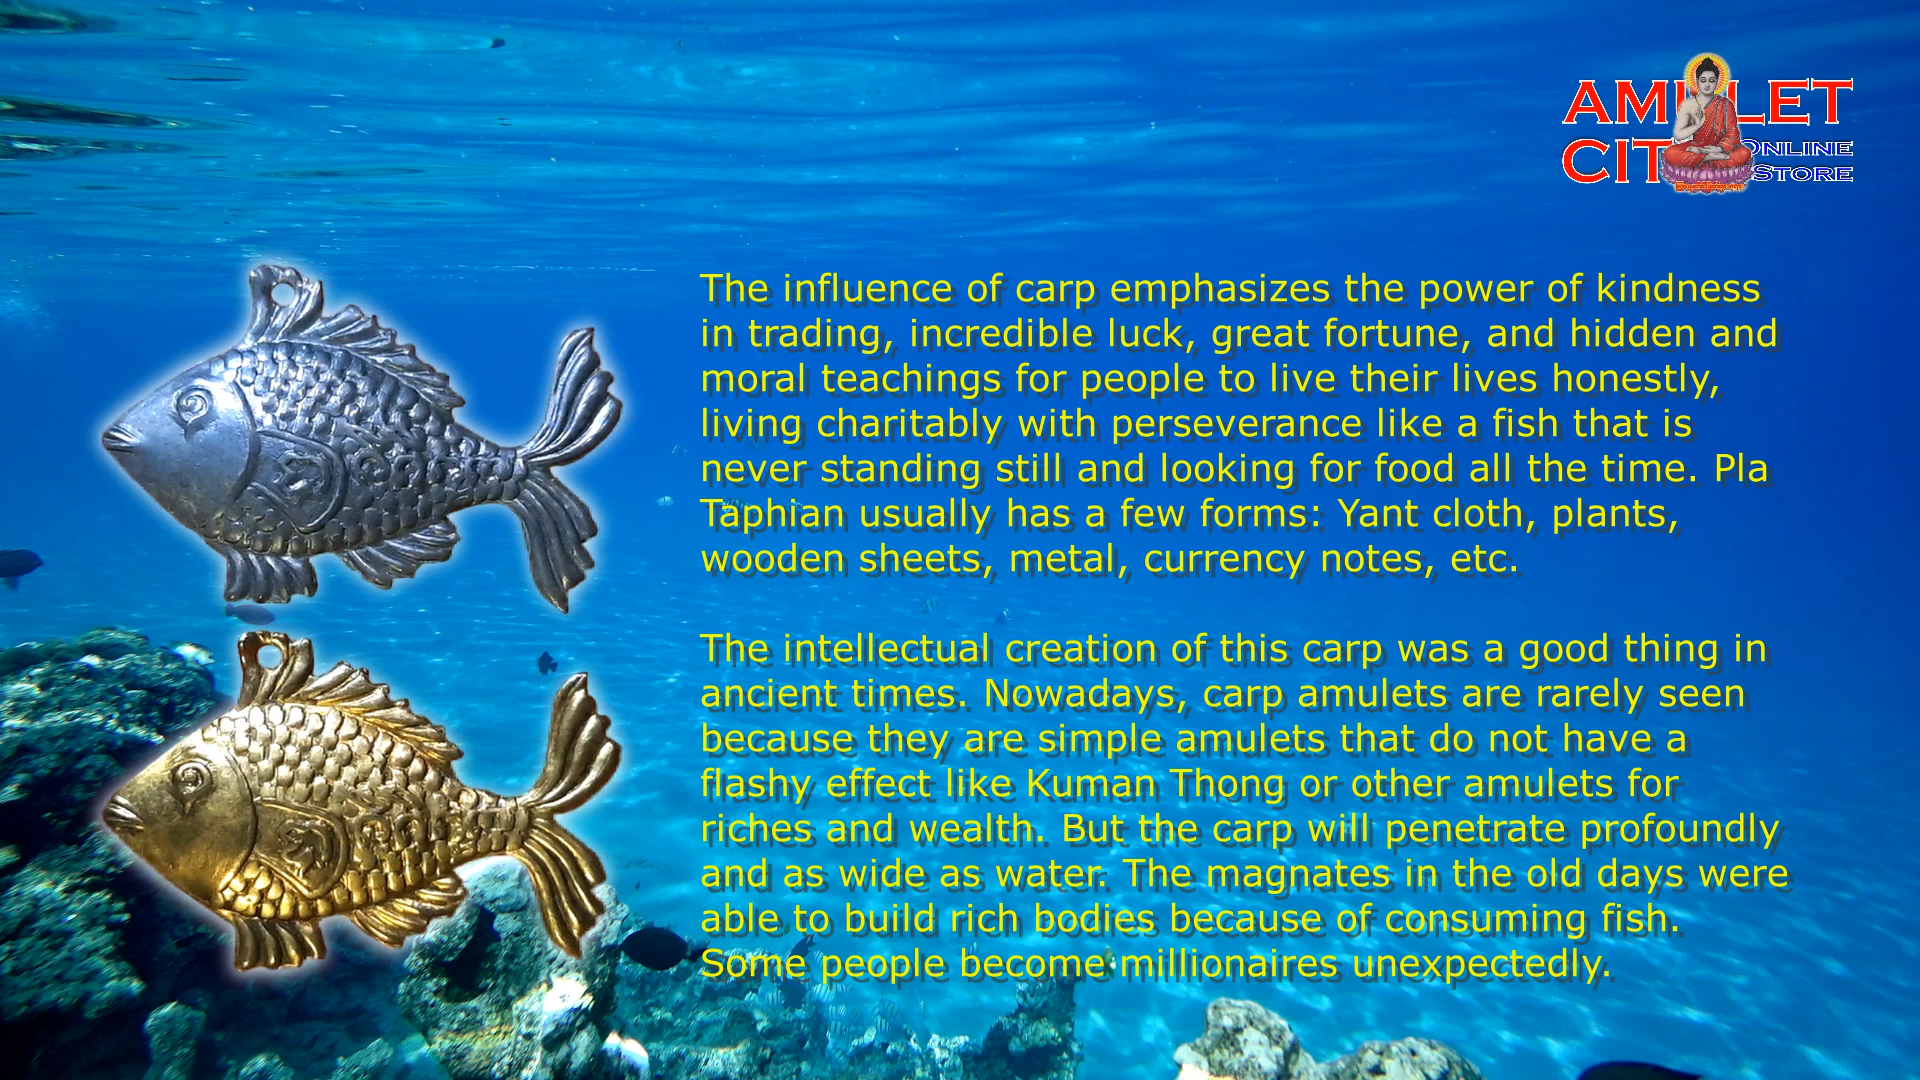 AMULET
CITY ONLINE
STORE
The influence of carp emphasizes the power of kindness
in trading, incredible luck, great fortune, and hidden and
moral teachings for people to live their lives honestly,
living charitably with perseverance like a fish that is
never standing still and looking for food all the time. Pla
Taphian usually has a few forms: Yant cloth, plants,
wooden sheets, metal, currency notes, etc.
The intellectual creation of this carp was a good thing in
ancient times. Nowadays, carp amulets are rarely seen
because they are simple amulets that do not have a
flashy effect like Kuman Thong or other amulets for
riches and wealth. But the carp will penetrate profoundly
and as wide as water. The magnates in the old days were
able to build rich bodies because of consuming fish.
Some people become millionaires unexpectedly.